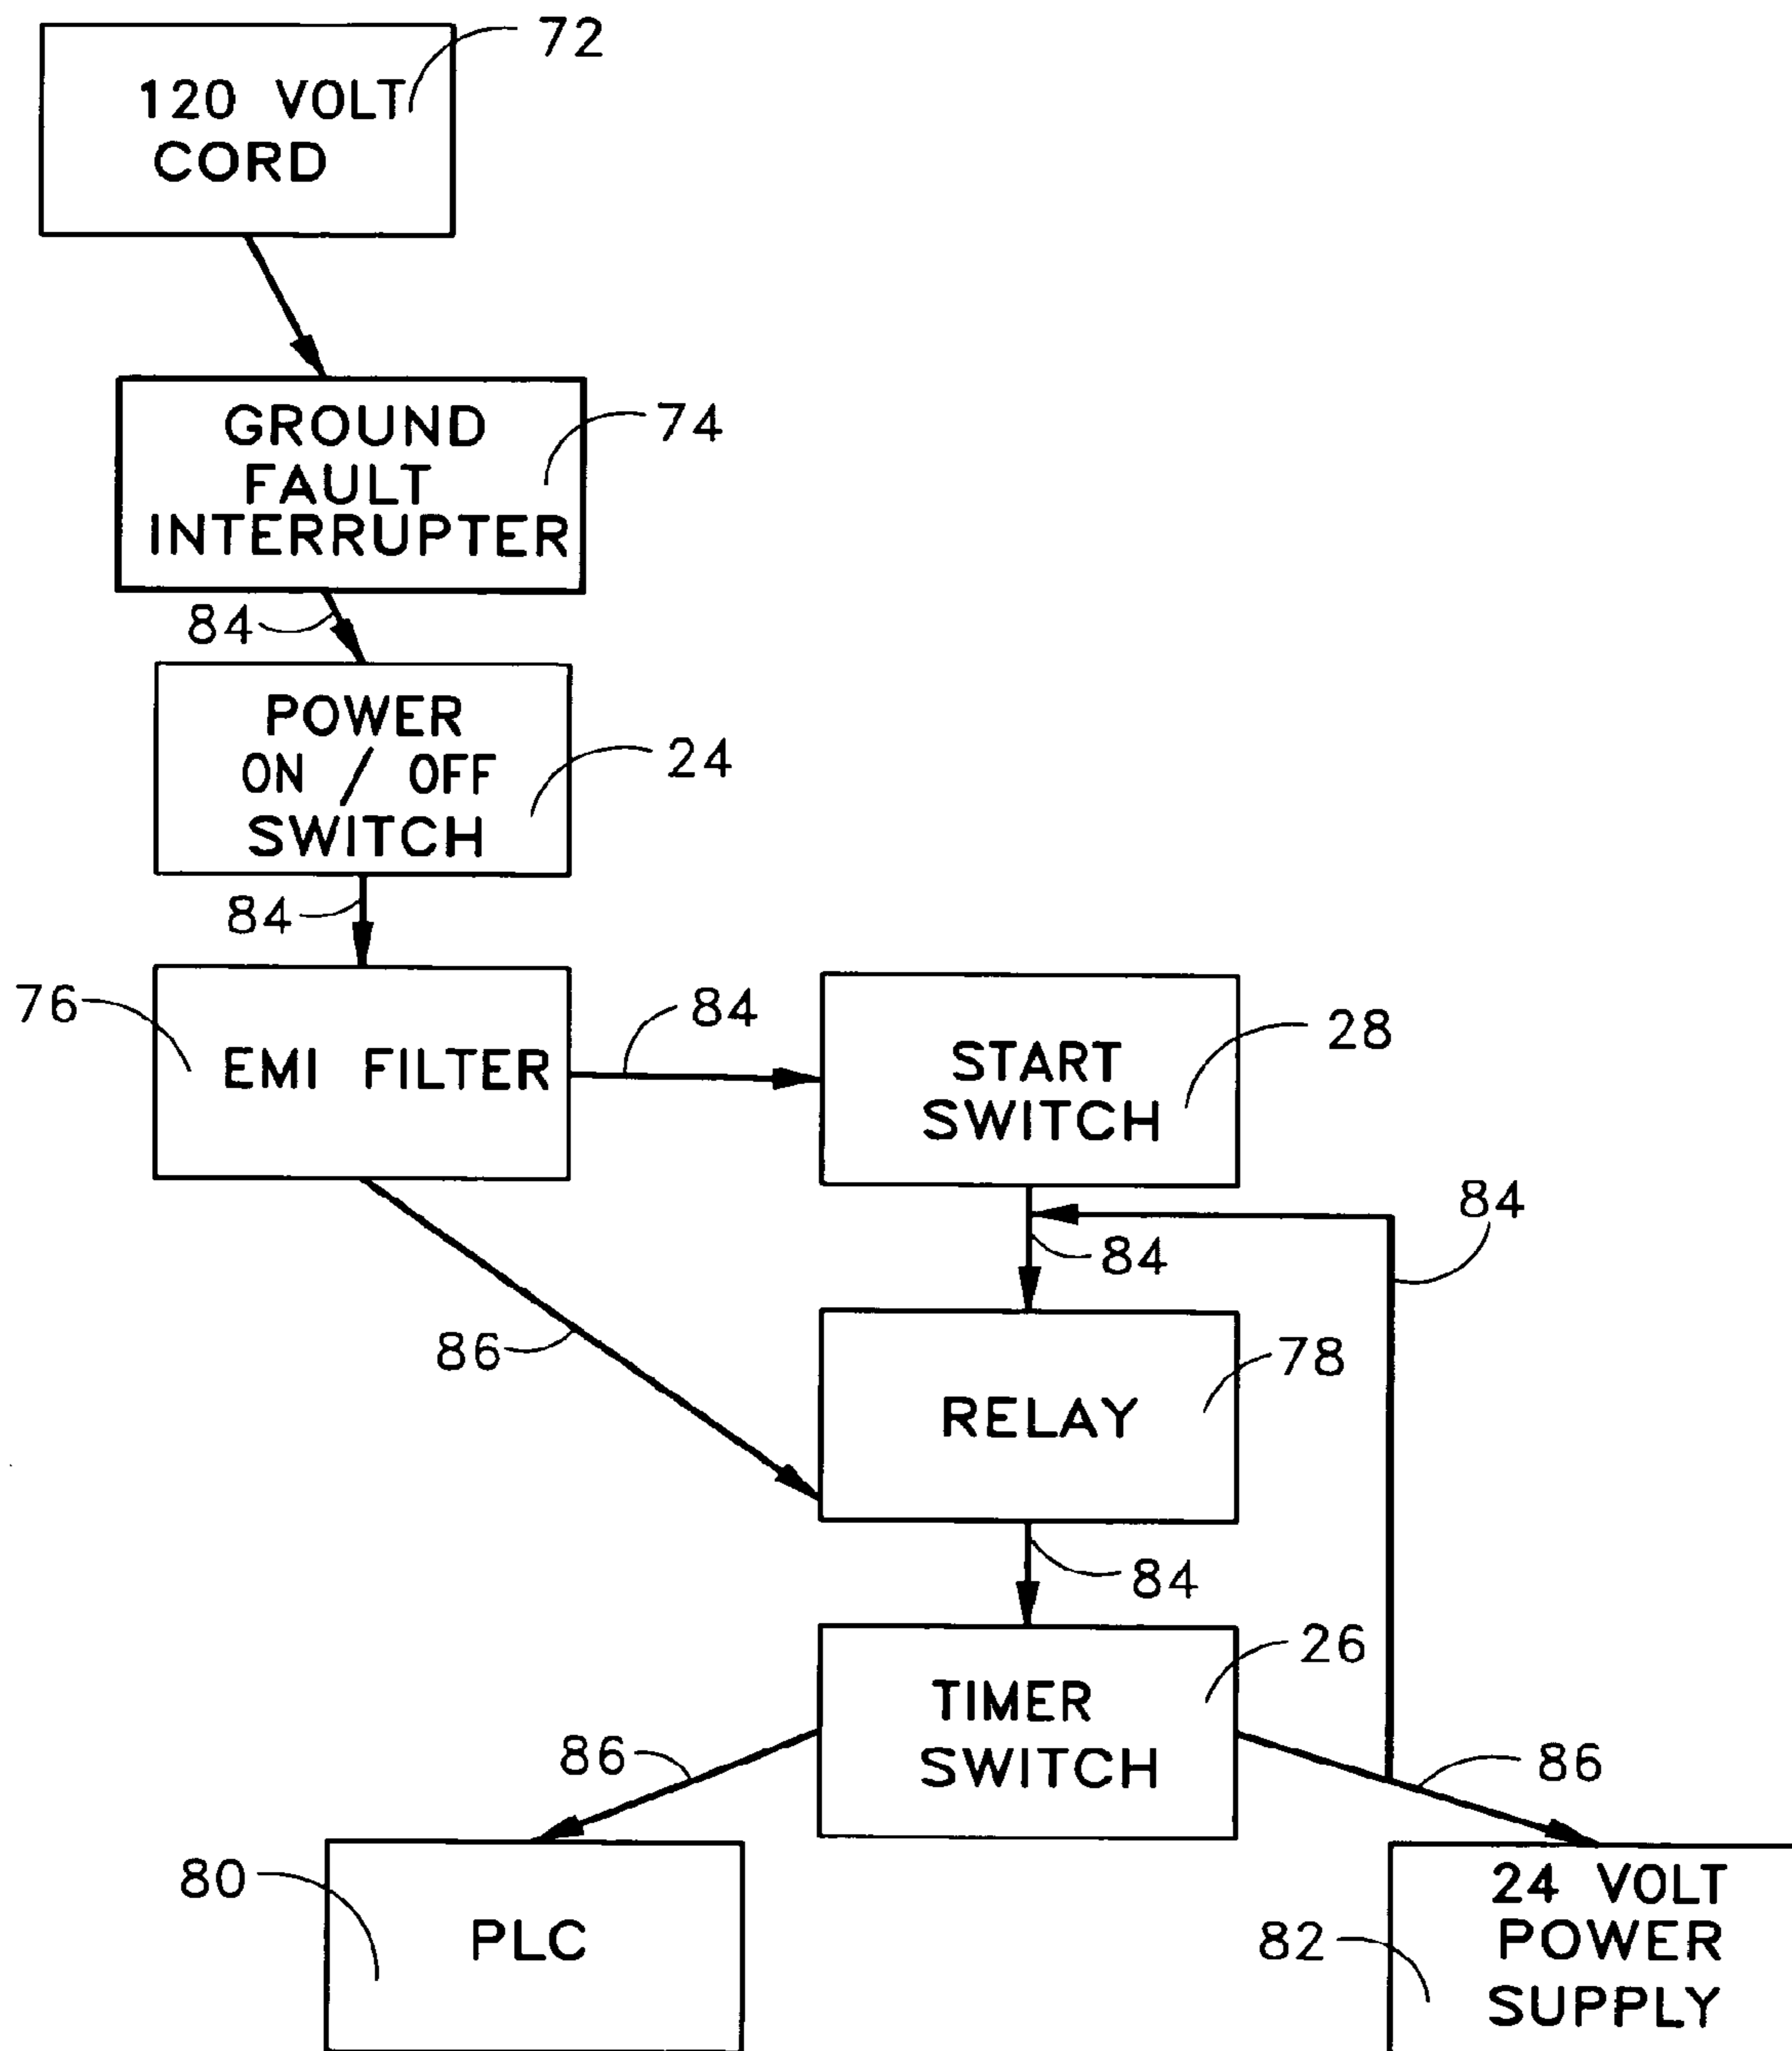 72
120 VOLT
CORD
74
GROUND
FAULT
INTERRUPTER
84
POWER
ON / OFF
SWITCH
24
84
76
EMI FILTER
84
START
SWITCH
28
84
84
86
RELAY
78
84
TIMER
SWITCH
26
86
86
80
PLC
82
24 VOLT
POWER
SUPPLY